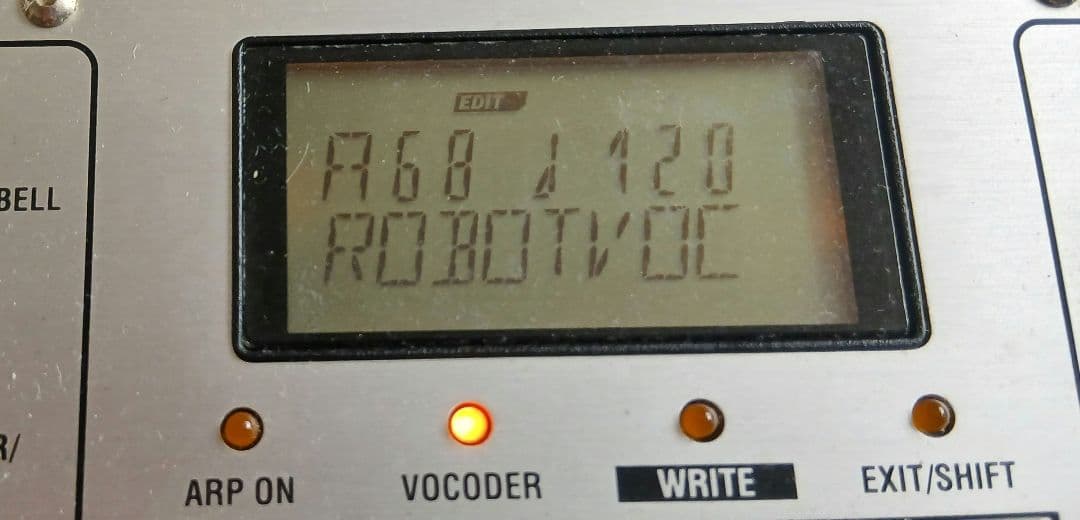 BELL
EDIT
A68 ♩ 120
ROBOTVOC
R/
ARP ON
VOCODER
WRITE
EXIT/SHIFT